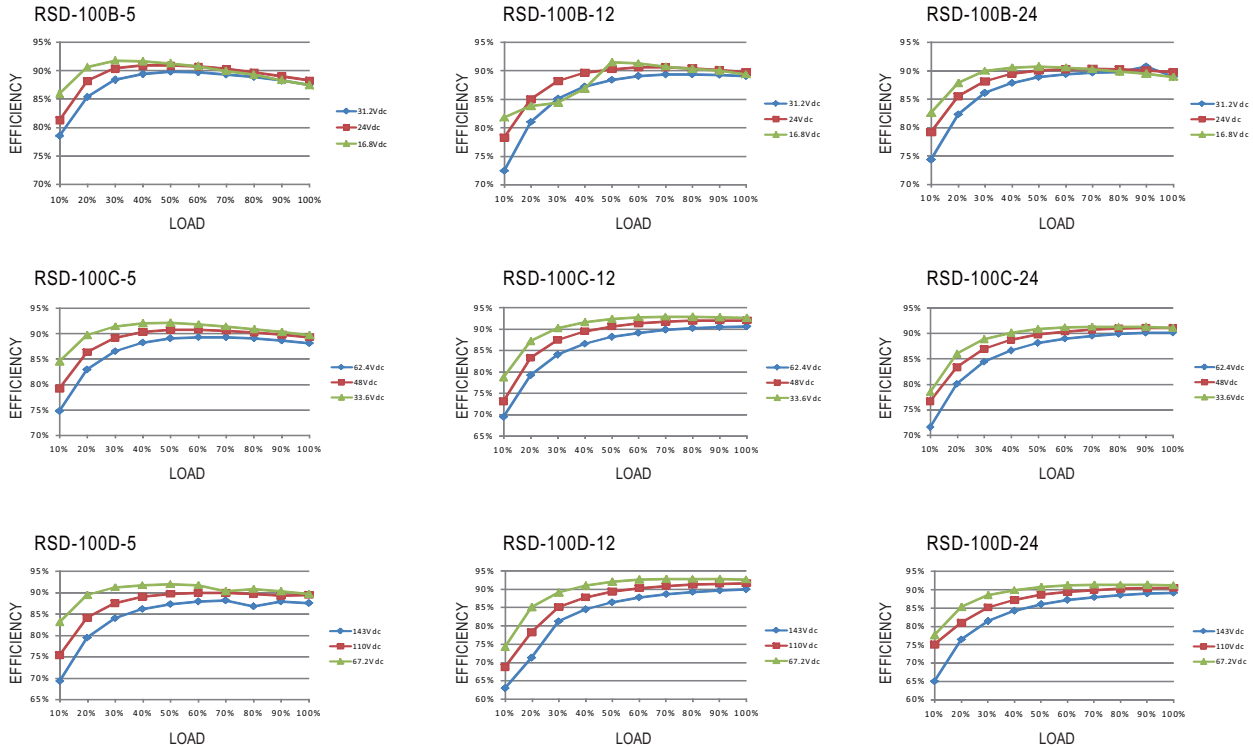 RSD-100B-5
EFFICIENCY
95%
90%
85%
80%
75%
70%
10% 20% 30% 40% 50% 60% 70% 80% 90% 100%
LOAD
31.2Vdc
24Vdc
16.8Vdc
RSD-100B-12
EFFICIENCY
95%
90%
85%
80%
75%
70%
10% 20% 30% 40% 50% 60% 70% 80% 90% 100%
LOAD
31.2Vdc
24Vdc
16.8Vdc
RSD-100B-24
EFFICIENCY
95%
90%
85%
80%
75%
70%
10% 20% 30% 40% 50% 60% 70% 80% 90% 100%
LOAD
31.2Vdc
24Vdc
16.8Vdc
RSD-100C-5
EFFICIENCY
95%
90%
85%
80%
75%
70%
10% 20% 30% 40% 50% 60% 70% 80% 90% 100%
LOAD
62.4Vdc
48Vdc
33.6Vdc
RSD-100C-12
EFFICIENCY
95%
90%
85%
80%
75%
70%
65%
10% 20% 30% 40% 50% 60% 70% 80% 90% 100%
LOAD
62.4Vdc
48Vdc
33.6Vdc
RSD-100C-24
EFFICIENCY
95%
90%
85%
80%
75%
70%
10% 20% 30% 40% 50% 60% 70% 80% 90% 100%
LOAD
62.4Vdc
48Vdc
33.6Vdc
RSD-100D-5
EFFICIENCY
95%
90%
85%
80%
75%
70%
65%
10% 20% 30% 40% 50% 60% 70% 80% 90% 100%
LOAD
143Vdc
110Vdc
67.2Vdc
RSD-100D-12
EFFICIENCY
95%
90%
85%
80%
75%
70%
65%
60%
10% 20% 30% 40% 50% 60% 70% 80% 90% 100%
LOAD
143Vdc
110Vdc
67.2Vdc
RSD-100D-24
EFFICIENCY
95%
90%
85%
80%
75%
70%
65%
60%
10% 20% 30% 40% 50% 60% 70% 80% 90% 100%
LOAD
143Vdc
110Vdc
67.2Vdc